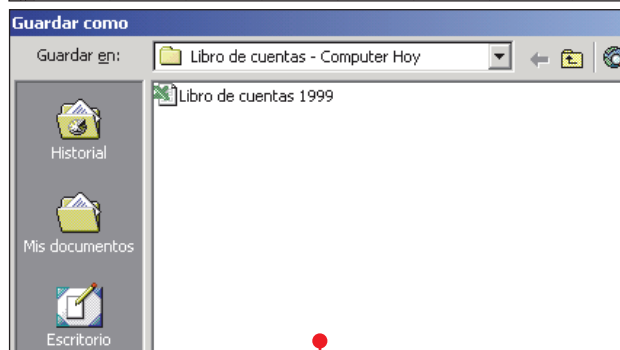 Guardar como
Guardar en: Libro de cuentas - Computer Hoy
Libro de cuentas 1999
Historial
Mis documentos
Escritorio